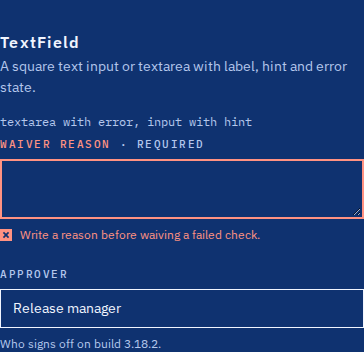 TextField
A square text input or textarea with label, hint and error
state.
textarea with error, input with hint
WAIVER REASON · REQUIRED
Write a reason before waiving a failed check.
APPROVER
Release manager
Who signs off on build 3.18.2.